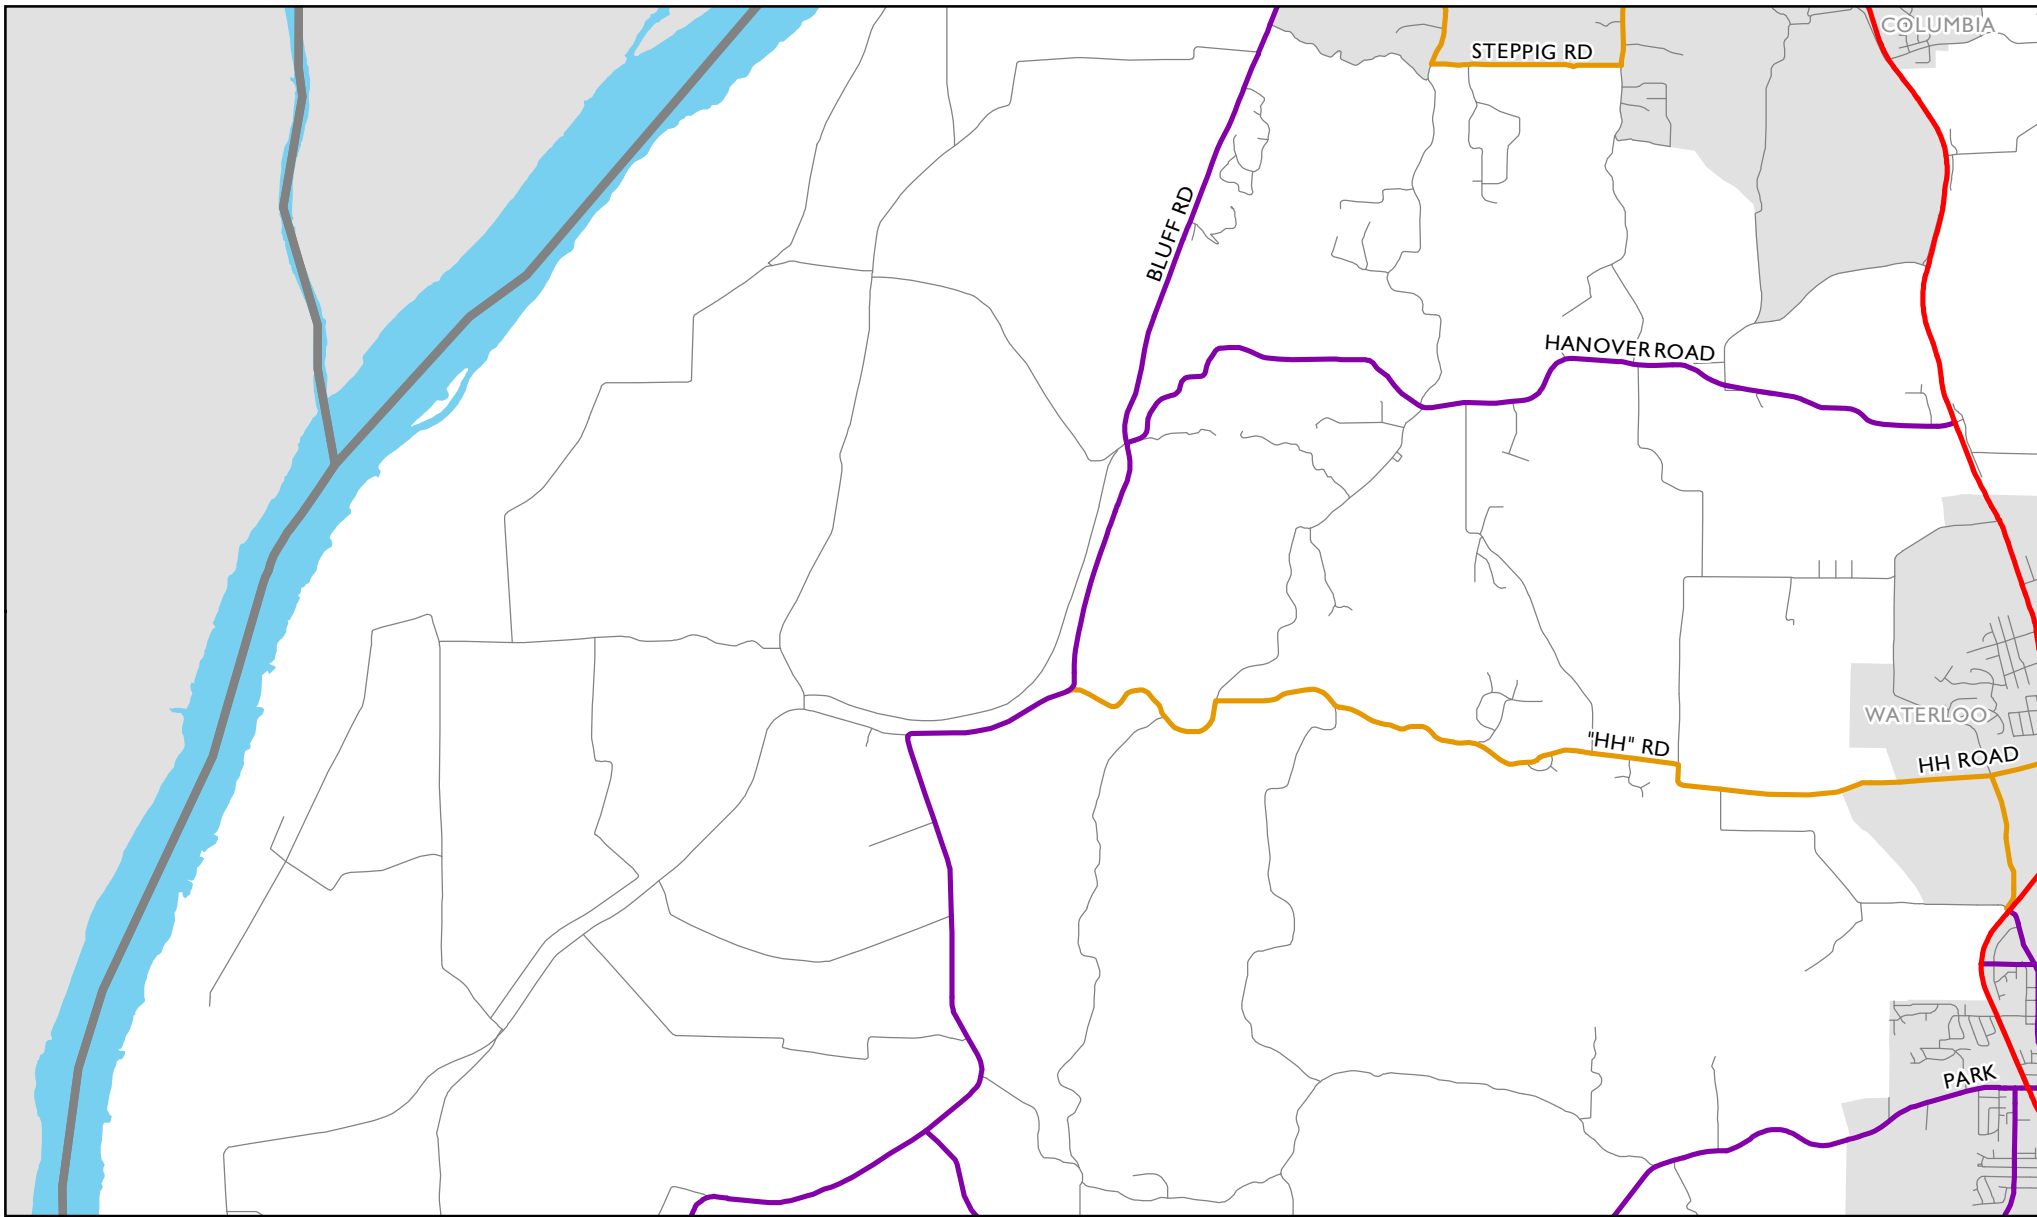 COLUMBIA
STEPPIG RD
BLUFF RD
HANOVER ROAD
WATERLOO
"HH" RD
HH ROAD
PARK